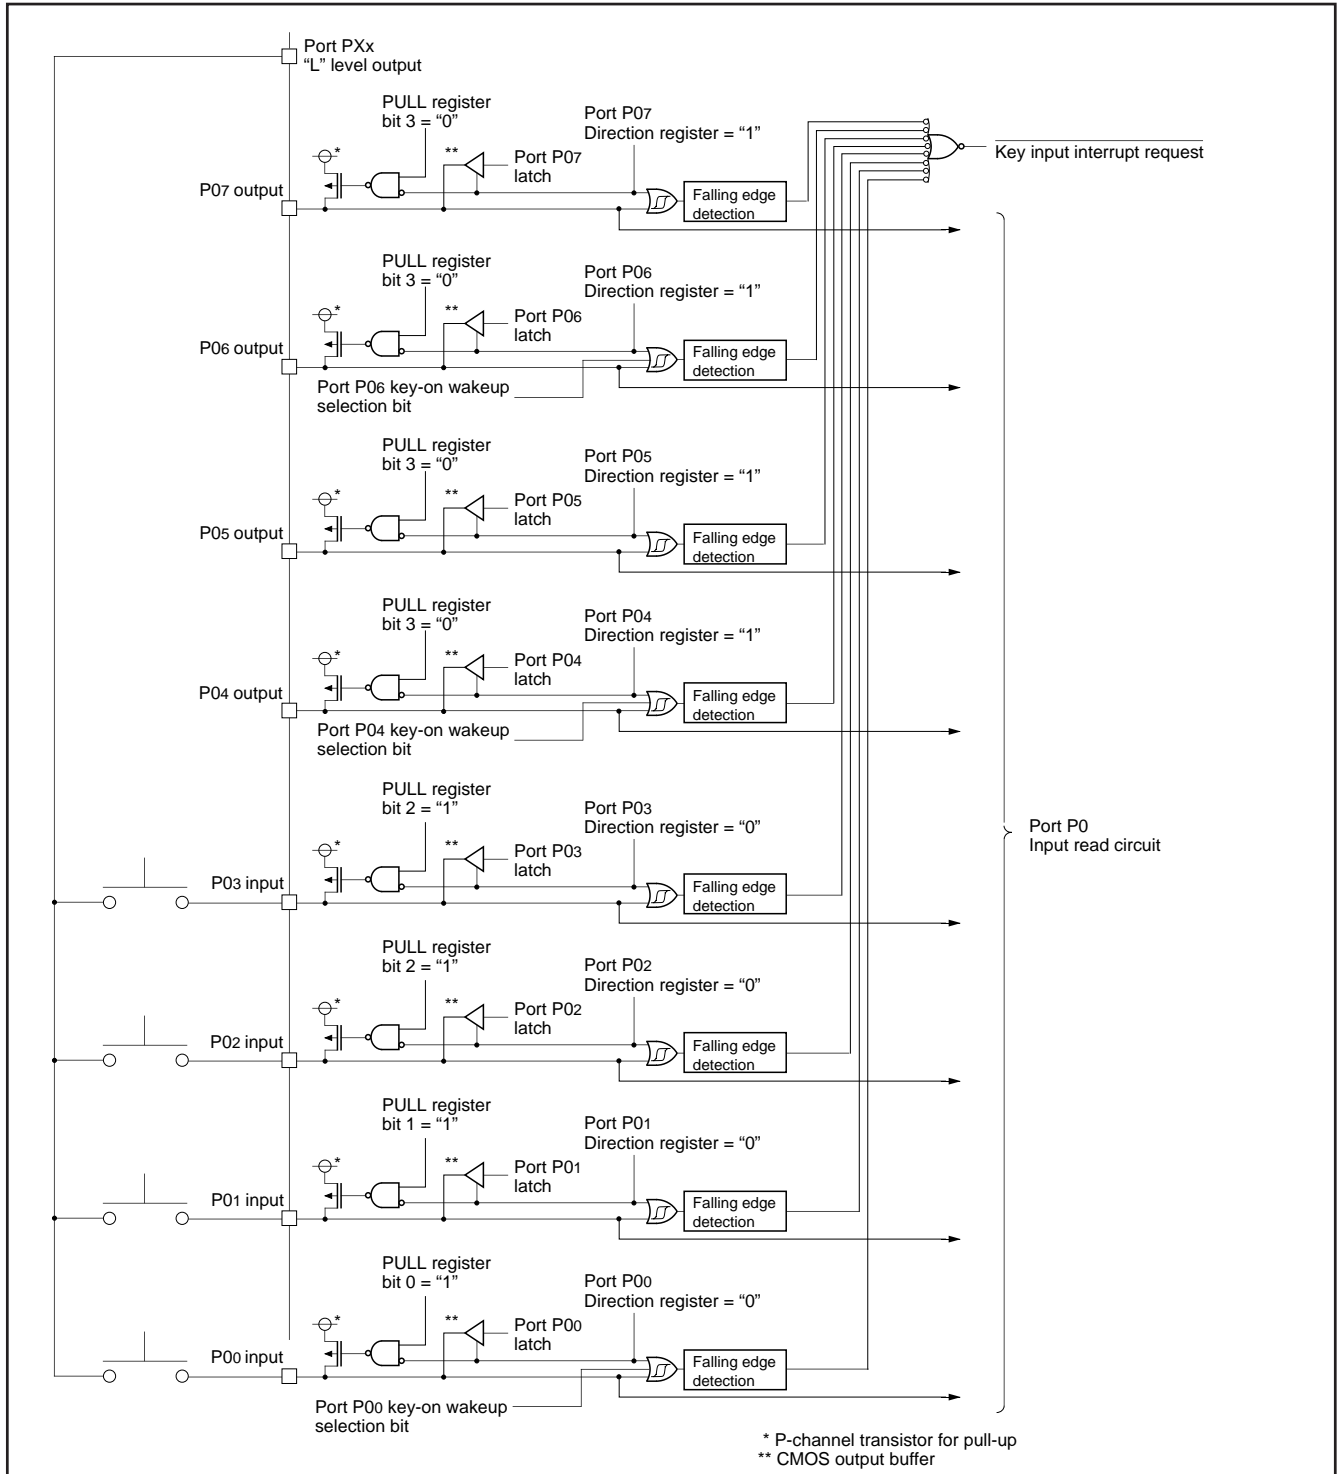 Port PXx
“L” level output
PULL register
bit 3 = “0”
Port P07
Direction register = “1”
*
**
Port P07
latch
P07 output
Falling edge
detection
Key input interrupt request
PULL register
bit 3 = “0”
Port P06
Direction register = “1”
*
**
Port P06
latch
P06 output
Falling edge
detection
Port P06 key-on wakeup
selection bit
PULL register
bit 3 = “0”
Port P05
Direction register = “1”
*
**
Port P05
latch
P05 output
Falling edge
detection
PULL register
bit 3 = “0”
Port P04
Direction register = “1”
*
**
Port P04
latch
P04 output
Falling edge
detection
Port P04 key-on wakeup
selection bit
PULL register
bit 2 = “1”
Port P03
Direction register = “0”
*
**
Port P03
latch
P03 input
Falling edge
detection
Port P0
Input read circuit
PULL register
bit 2 = “1”
Port P02
Direction register = “0”
*
**
Port P02
latch
P02 input
Falling edge
detection
PULL register
bit 1 = “1”
Port P01
Direction register = “0”
*
**
Port P01
latch
P01 input
Falling edge
detection
PULL register
bit 0 = “1”
Port P00
Direction register = “0”
*
**
Port P00
latch
P00 input
Falling edge
detection
Port P00 key-on wakeup
selection bit
* P-channel transistor for pull-up
** CMOS output buffer